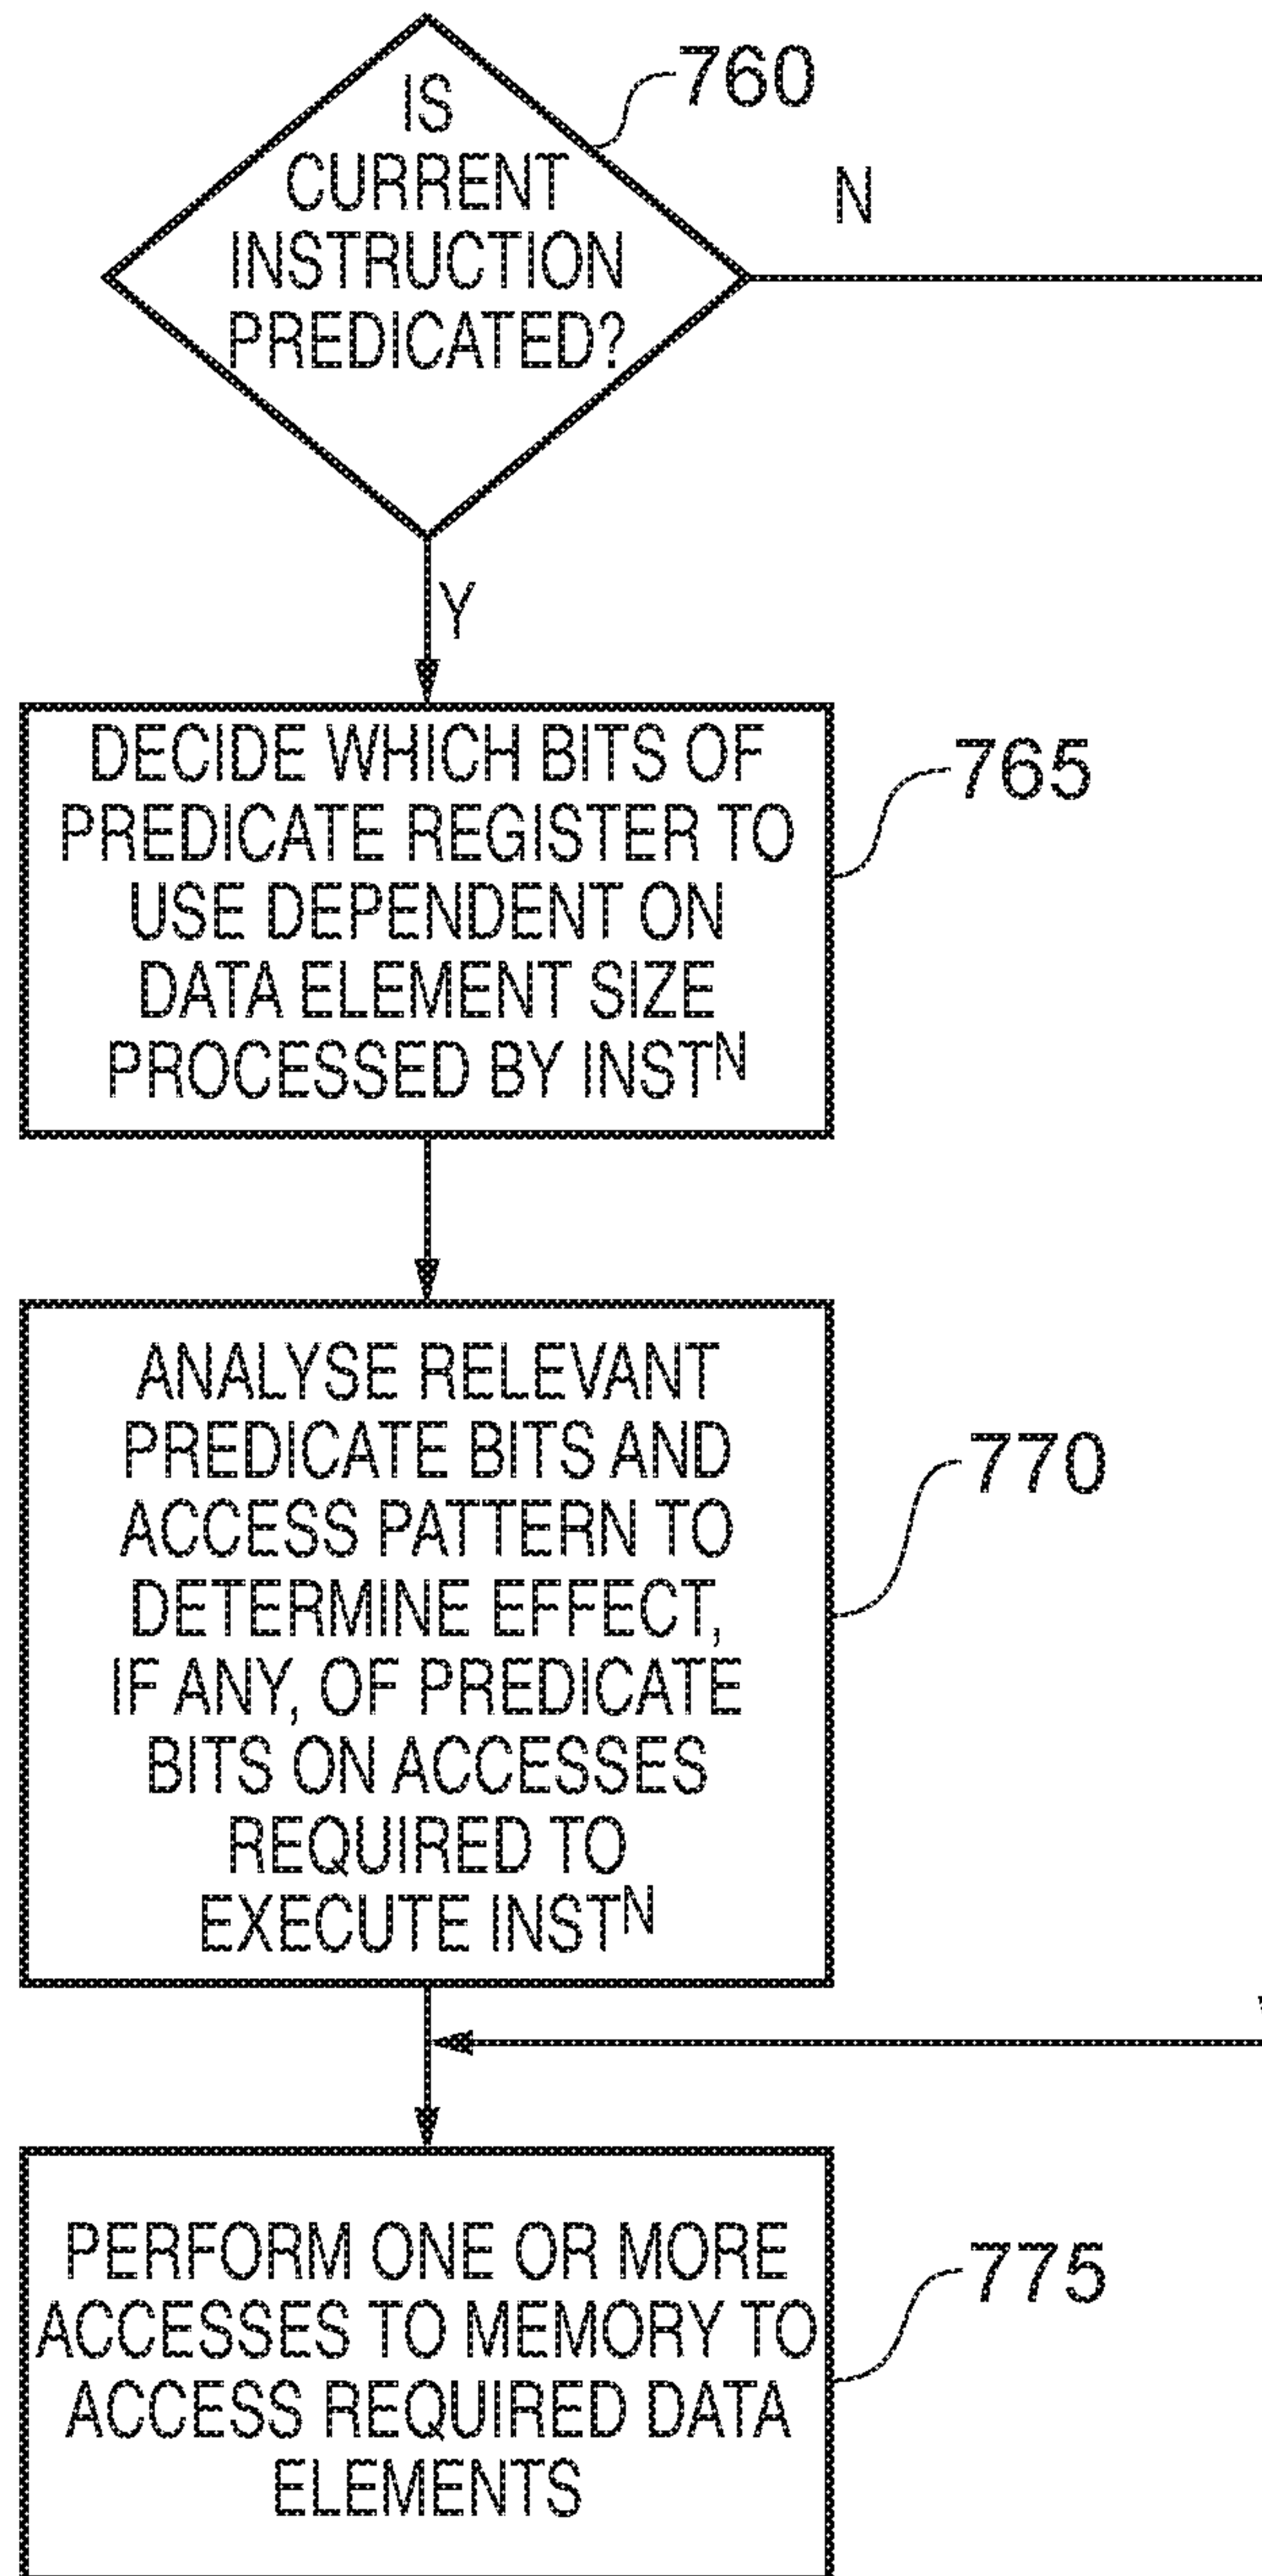 IS
CURRENT
INSTRUCTION
PREDICATED?
760
N
Y
DECIDE WHICH BITS OF
PREDICATE REGISTER TO
USE DEPENDENT ON
DATA ELEMENT SIZE
PROCESSED BY INSTᴺ
765
ANALYSE RELEVANT
PREDICATE BITS AND
ACCESS PATTERN TO
DETERMINE EFFECT,
IF ANY, OF PREDICATE
BITS ON ACCESSES
REQUIRED TO
EXECUTE INSTᴺ
770
PERFORM ONE OR MORE
ACCESSES TO MEMORY TO
ACCESS REQUIRED DATA
ELEMENTS
775